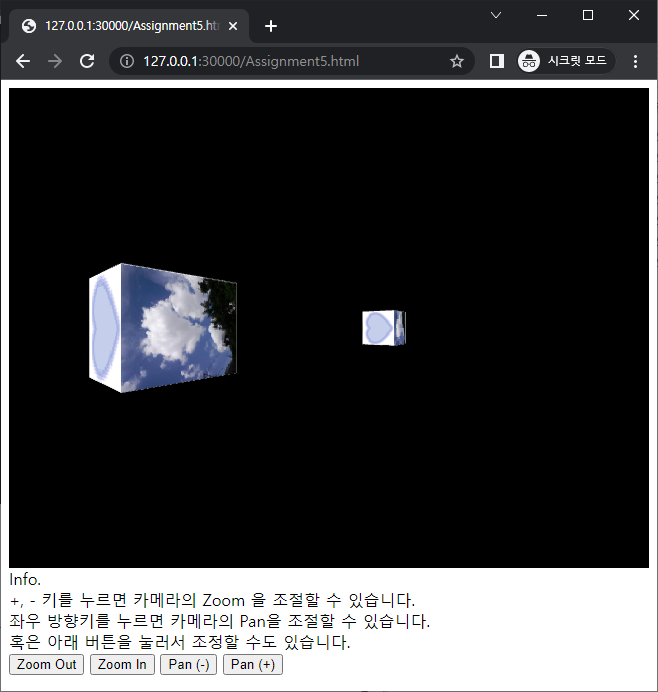 127.0.0.1:30000/Assignment5.ht
127.0.0.1:30000/Assignment5.html
시크릿 모드
Info.
+, - 키를 누르면 카메라의 Zoom 을 조절할 수 있습니다.
좌우 방향키를 누르면 카메라의 Pan을 조절할 수 있습니다.
혹은 아래 버튼을 눌러서 조정할 수도 있습니다.
Zoom Out Zoom In Pan (-) Pan (+)